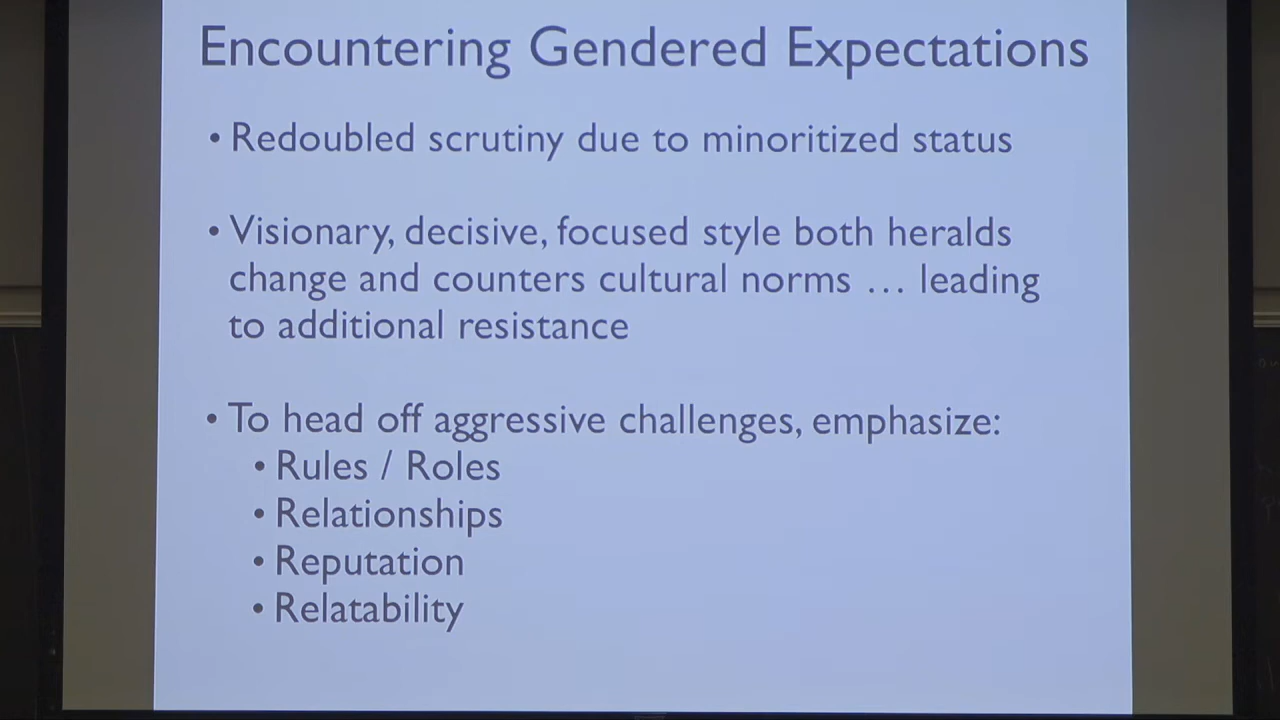 Encountering Gendered Expectations
• Redoubled scrutiny due to minoritized status
• Visionary, decisive, focused style both heralds
change and counters cultural norms … leading
to additional resistance
• To head off aggressive challenges, emphasize:
• Rules / Roles
• Relationships
• Reputation
• Relatability